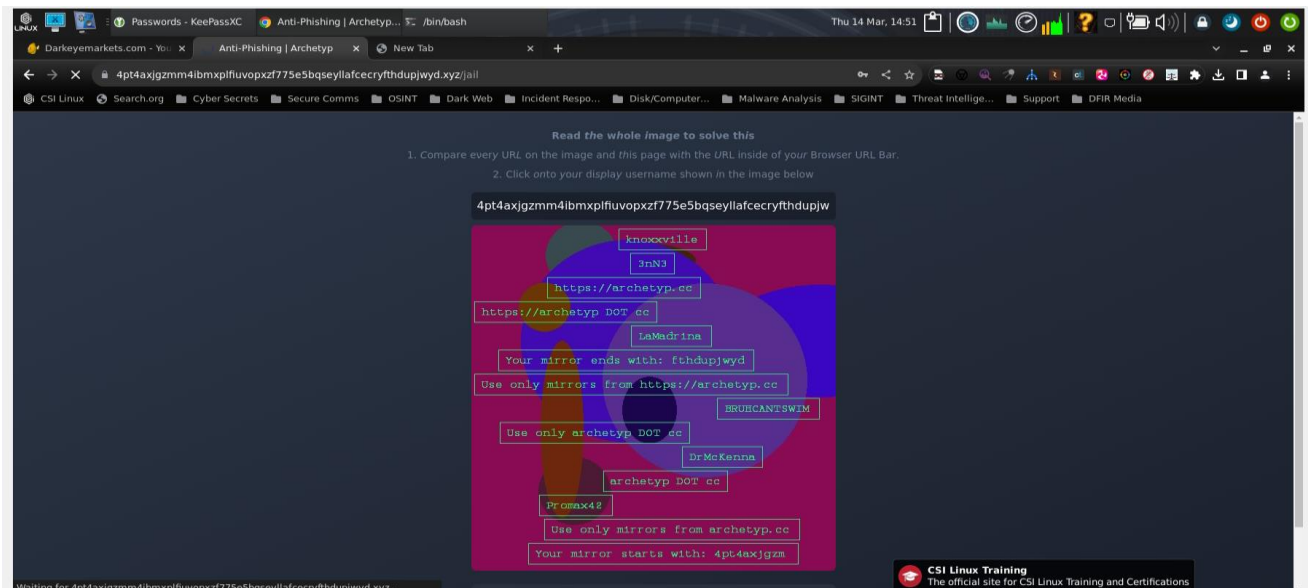 Passwords - KeePassXC
Anti-Phishing | Archetyp...
/bin/bash
Thu 14 Mar, 14:51
LINUX
Darkeyemarkets.com - You
Anti-Phishing | Archetyp
New Tab
4pt4axjgzmm4ibmxplfiuvopxzf775e5bqseyllafcecryfthdupjwyd.xyz/jail
CSI Linux
Search.org
Cyber Secrets
Secure Comms
OSINT
Dark Web
Incident Respo...
Disk/Computer...
Malware Analysis
SIGINT
Threat Intellige...
Support
DFIR Media
Read the whole image to solve this
1. Compare every URL on the image and this page with the URL inside of your Browser URL Bar.
2. Click onto your display username shown in the image below
4pt4axjgzmm4ibmxplfiuvopxzf775e5bqseyllafcecryfthdupjw
knoxxville
3nN3
https://archetyp.cc
https://archetyp DOT cc
LaMadrina
Your mirror ends with: fthdupjwyd
Use only mirrors from https://archetyp.cc
BRUHCANTSWIM
Use only archetyp DOT cc
DrMcKenna
archetyp DOT cc
Promax42
Use only mirrors from archetyp.cc
Your mirror starts with: 4pt4axjgzm
Waiting for 4pt4axjgzmm4ibmxplfiuvopxzf775e5bqseyllafcecryfthdupjwyd.xyz
CSI Linux Training
The official site for CSI Linux Training and Certifications